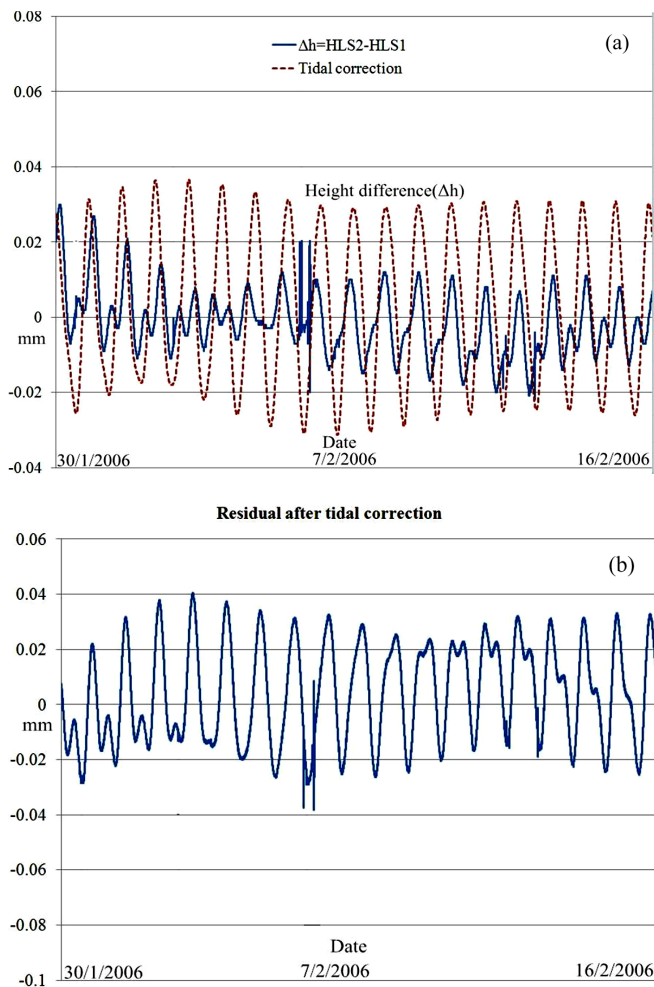 0.08
(a)
Δh=HLS2-HLS1
Tidal correction
0.06
0.04
Height difference(Δh)
0.02
0
mm
-0.02
Date
30/1/2006 7/2/2006 16/2/2006
-0.04
Residual after tidal correction
0.06
(b)
0.04
0.02
0
mm
-0.02
-0.04
-0.06
-0.08
Date
30/1/2006 7/2/2006 16/2/2006
-0.1